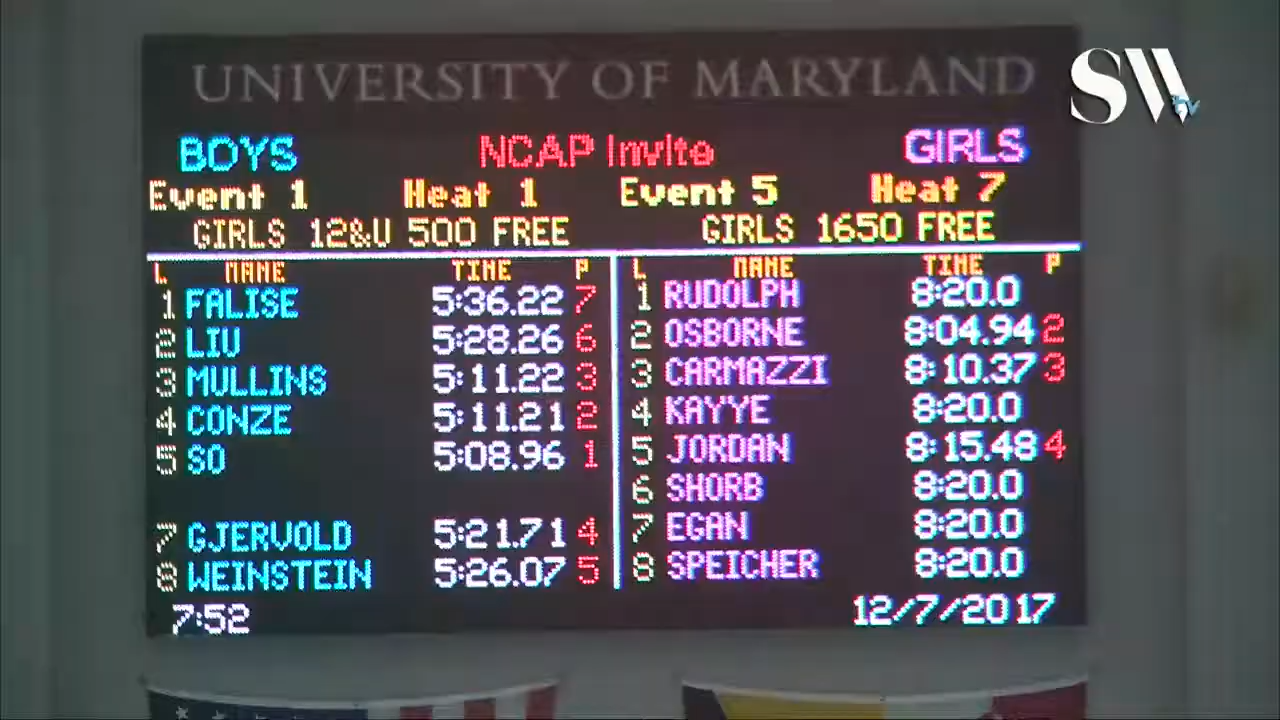 UNIVERSITY OF MARYLAND
SW TV
BOYS NCAP Invite GIRLS
Event 1 Heat 1 Event 5 Heat 7
GIRLS 12&U 500 FREE GIRLS 1650 FREE
L NAME TIME P L NAME TIME P
1 FALISE 5:36.22 7 1 RUDOLPH 8:20.0
2 LIU 5:28.26 6 2 OSBORNE 8:04.94 2
3 MULLINS 5:11.22 3 3 CARMAZZI 8:10.37 3
4 CONZE 5:11.21 2 4 KAYYE 8:20.0
5 SO 5:08.96 1 5 JORDAN 8:15.48 4
6 SHORB 8:20.0
7 GJERVOLD 5:21.71 4 7 EGAN 8:20.0
8 WEINSTEIN 5:26.07 5 8 SPEICHER 8:20.0
7:52 12/7/2017